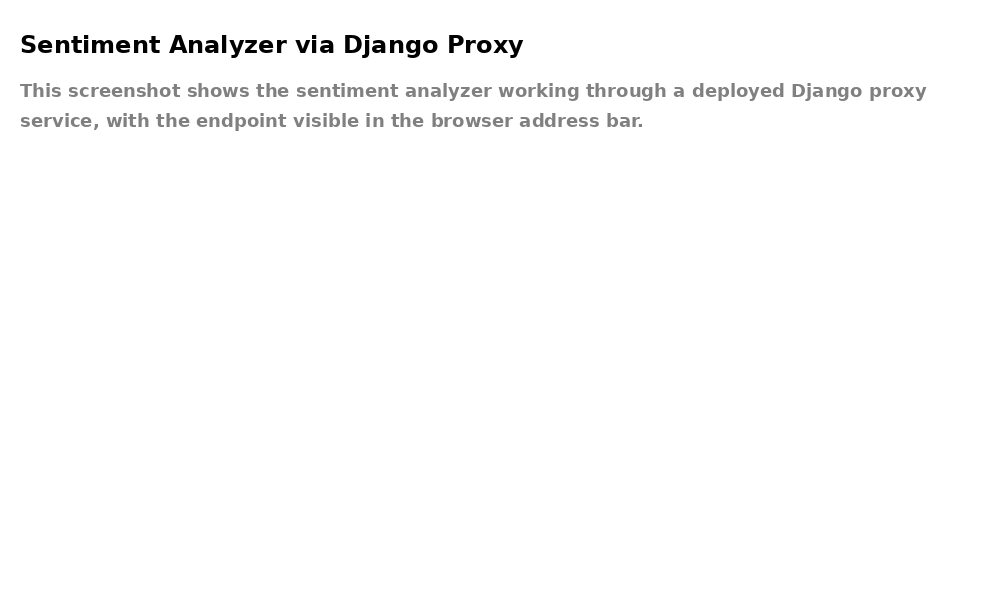 Sentiment Analyzer via Django Proxy
This screenshot shows the sentiment analyzer working through a deployed Django proxy
service, with the endpoint visible in the browser address bar.